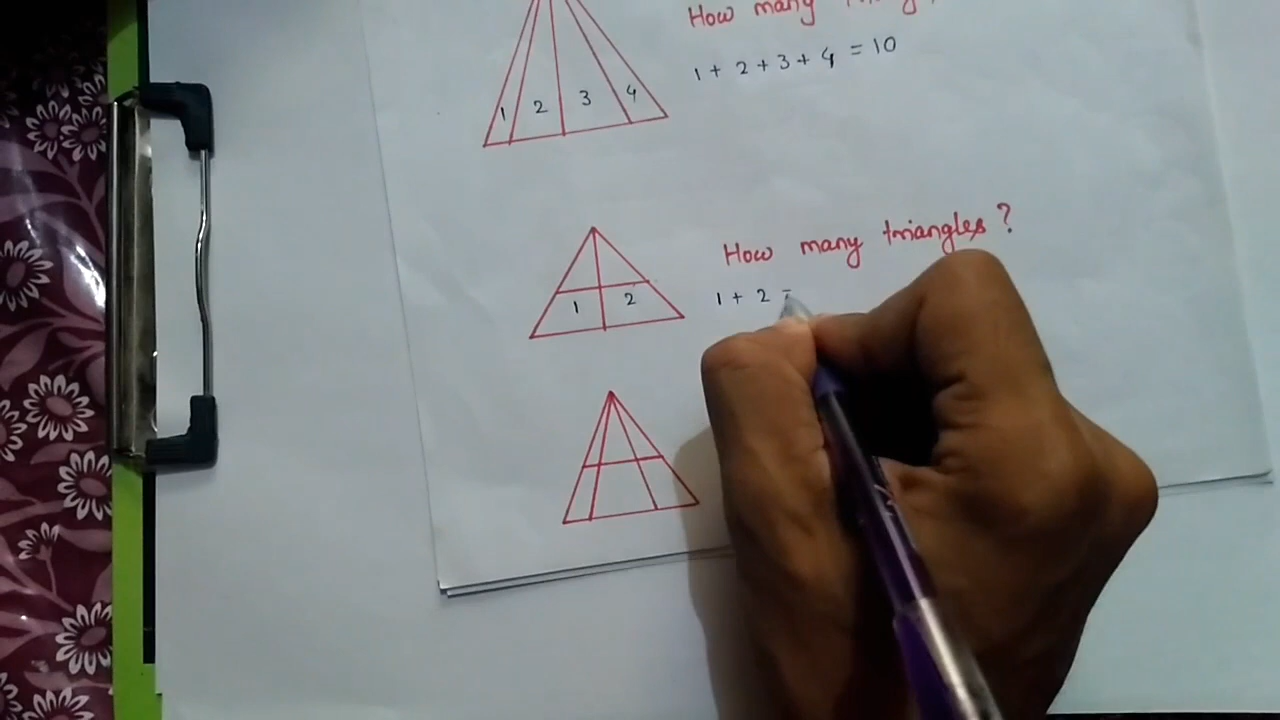 How many
1 + 2 + 3 + 4 = 10
1 2 3 4
How many triangles?
1 + 2 =
1 2